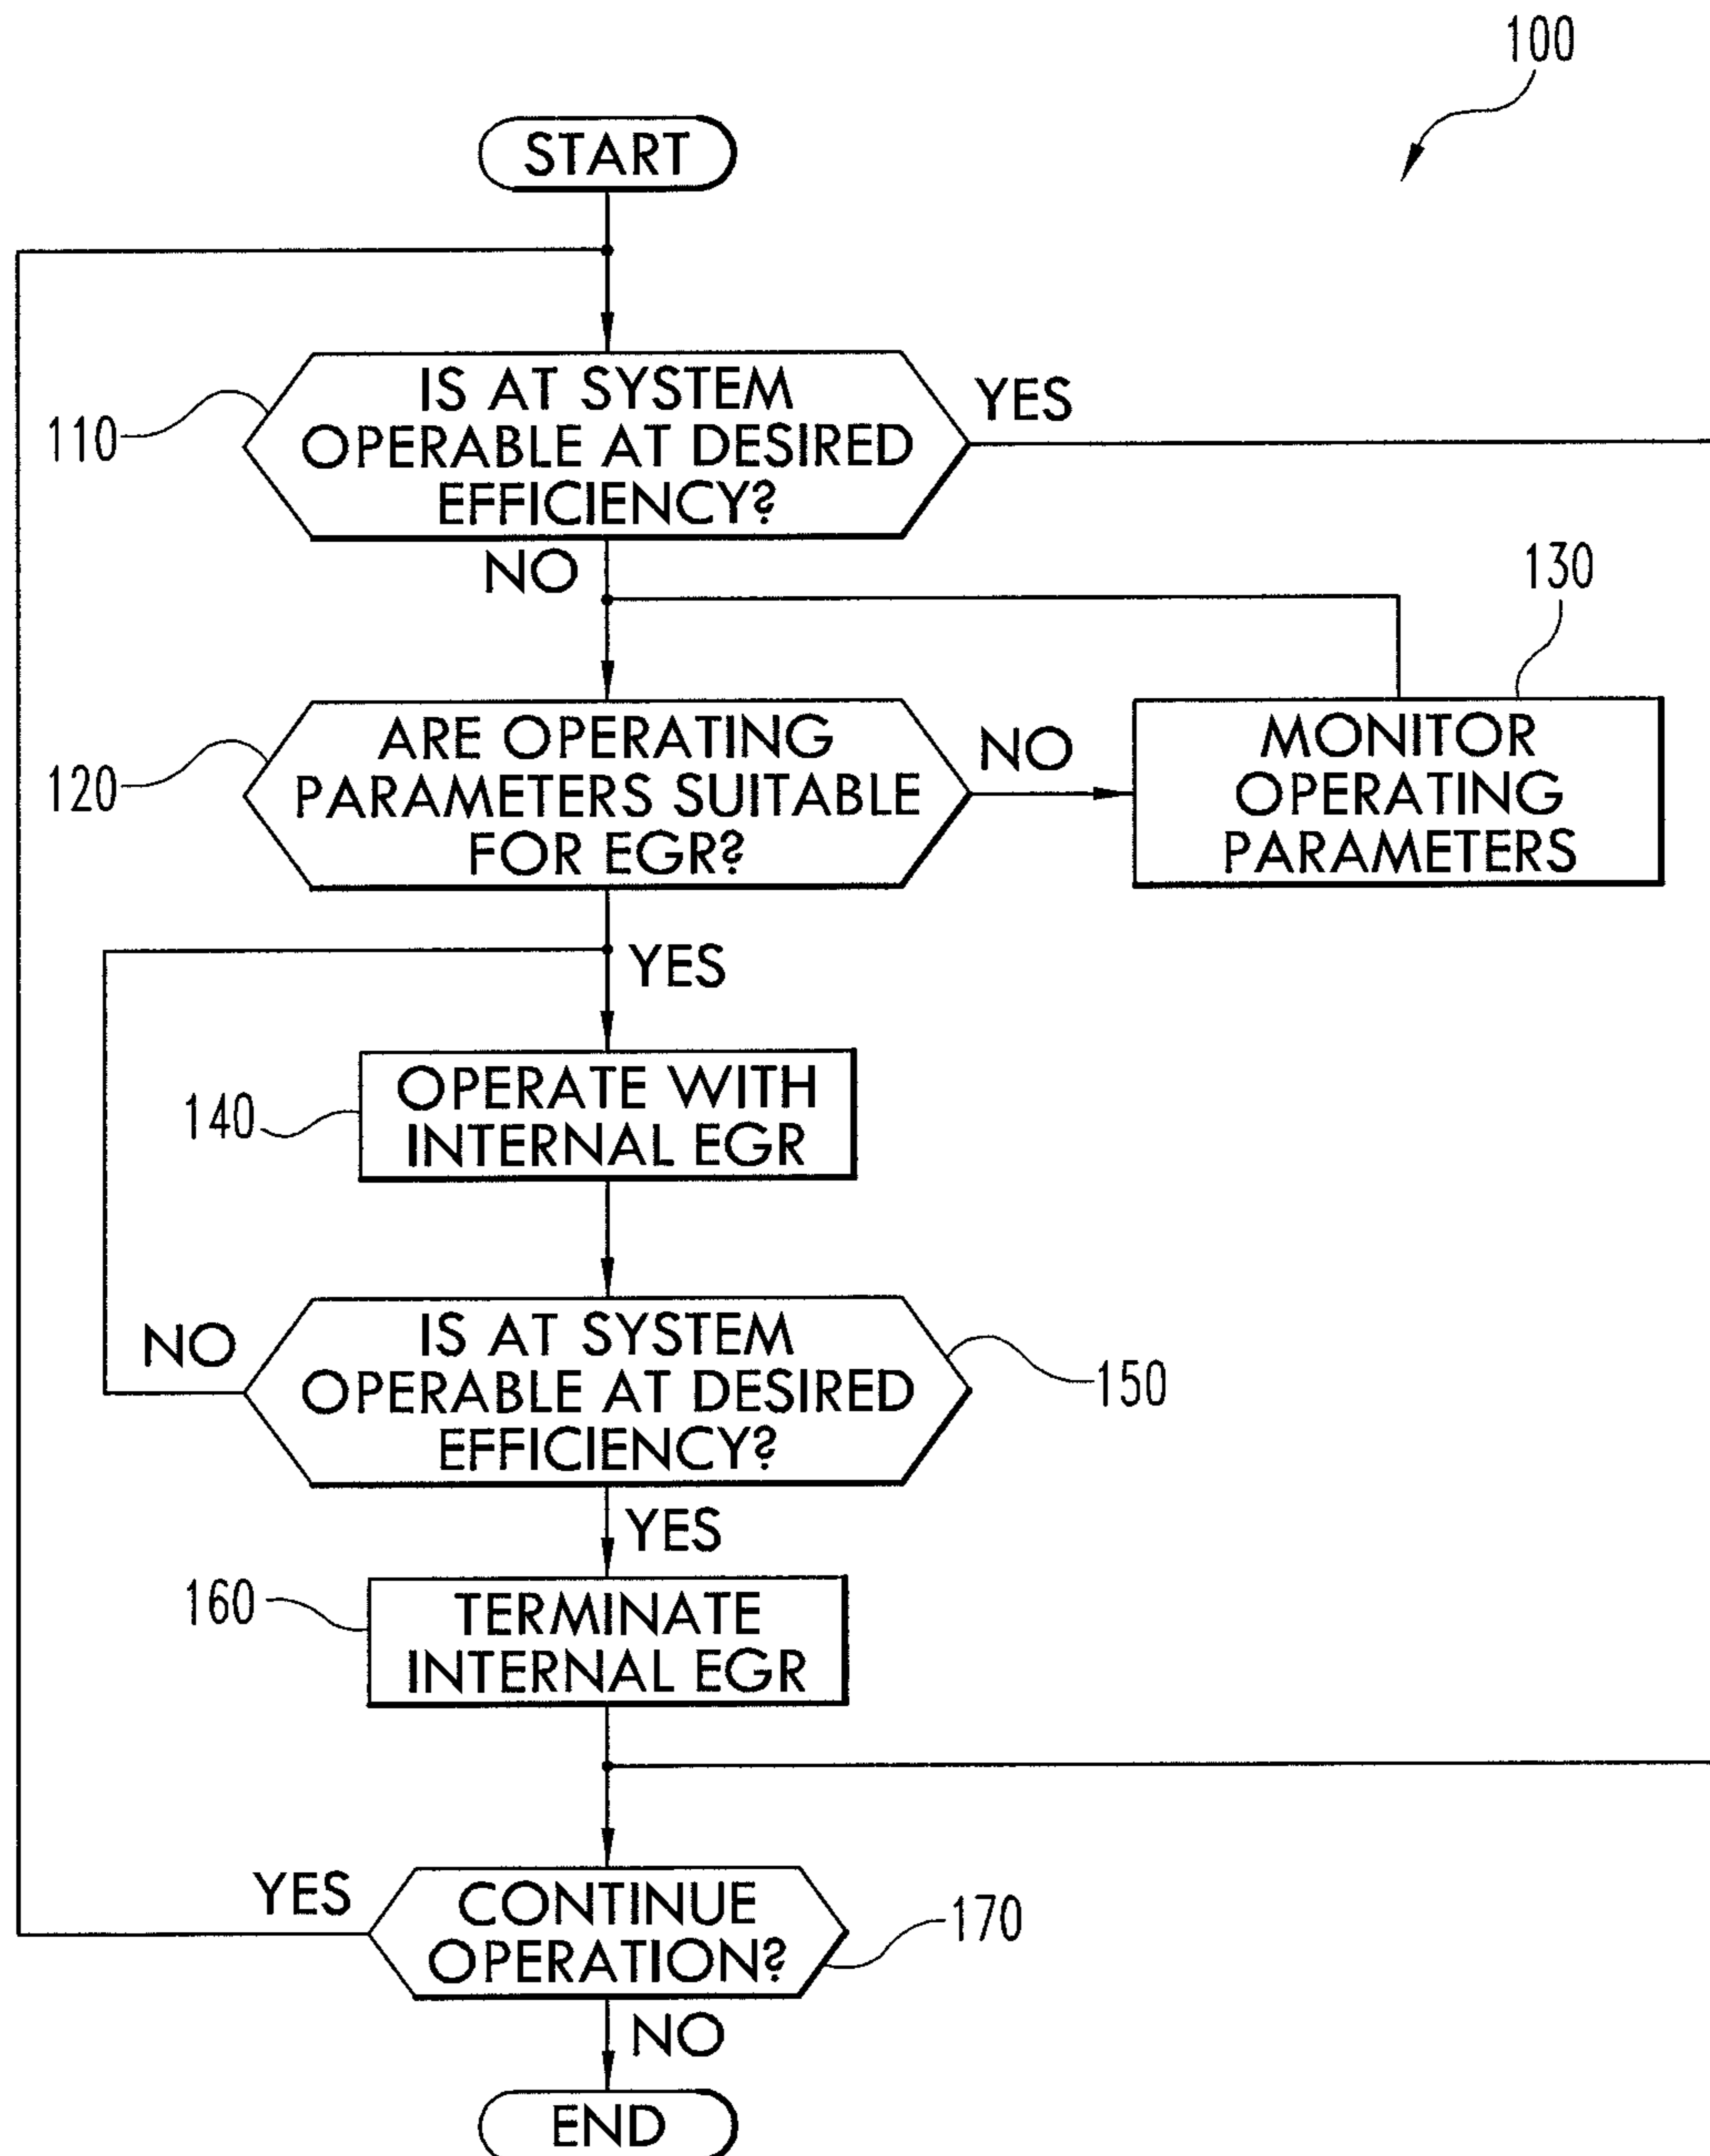 100
START
IS AT SYSTEM
OPERABLE AT DESIRED
EFFICIENCY?
110
YES
NO
130
ARE OPERATING
PARAMETERS SUITABLE
FOR EGR?
120
NO
MONITOR
OPERATING
PARAMETERS
YES
OPERATE WITH
INTERNAL EGR
140
IS AT SYSTEM
OPERABLE AT DESIRED
EFFICIENCY?
NO
150
YES
TERMINATE
INTERNAL EGR
160
YES
CONTINUE
OPERATION?
170
NO
END